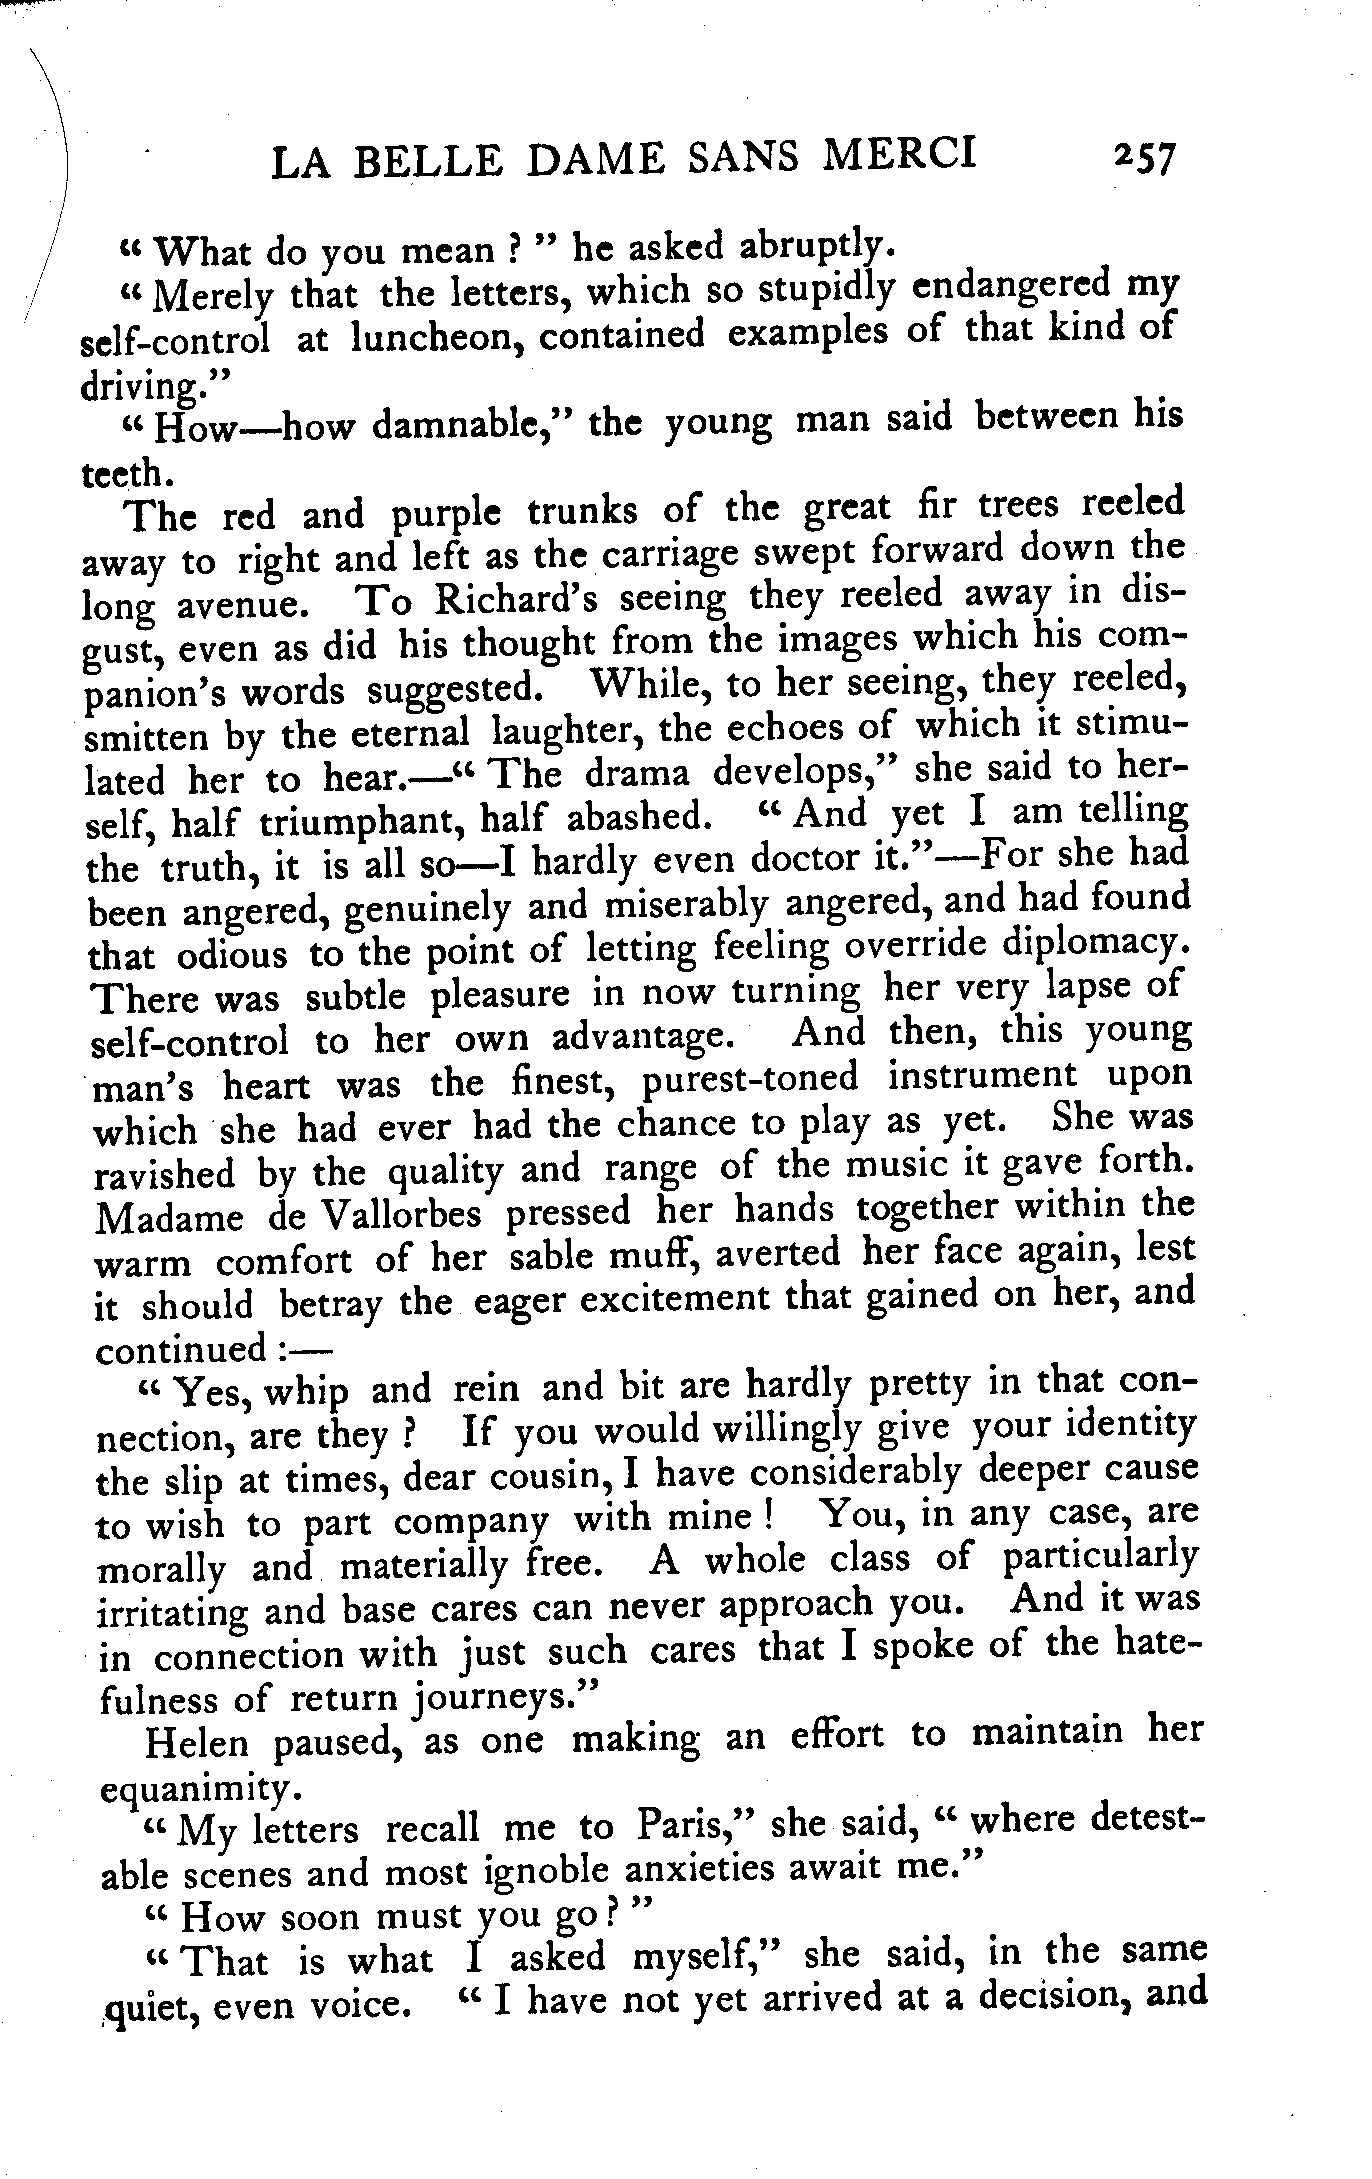 LA BELLE DAME SANS MERCI 257
“ What do you mean ? ” he asked abruptly.
“ Merely that the letters, which so stupidly endangered my
self-control at luncheon, contained examples of that kind of
driving.”
“ How—how damnable,” the young man said between his
teeth.
The red and purple trunks of the great fir trees reeled
away to right and left as the carriage swept forward down the
long avenue. To Richard’s seeing they reeled away in dis-
gust, even as did his thought from the images which his com-
panion’s words suggested. While, to her seeing, they reeled,
smitten by the eternal laughter, the echoes of which it stimu-
lated her to hear.—“ The drama develops,” she said to her-
self, half triumphant, half abashed. “ And yet I am telling
the truth, it is all so—I hardly even doctor it.”—For she had
been angered, genuinely and miserably angered, and had found
that odious to the point of letting feeling override diplomacy.
There was subtle pleasure in now turning her very lapse of
self-control to her own advantage. And then, this young
man’s heart was the finest, purest-toned instrument upon
which she had ever had the chance to play as yet. She was
ravished by the quality and range of the music it gave forth.
Madame de Vallorbes pressed her hands together within the
warm comfort of her sable muff, averted her face again, lest
it should betray the eager excitement that gained on her, and
continued :—
“ Yes, whip and rein and bit are hardly pretty in that con-
nection, are they ? If you would willingly give your identity
the slip at times, dear cousin, I have considerably deeper cause
to wish to part company with mine ! You, in any case, are
morally and materially free. A whole class of particularly
irritating and base cares can never approach you. And it was
in connection with just such cares that I spoke of the hate-
fulness of return journeys.”
Helen paused, as one making an effort to maintain her
equanimity.
“ My letters recall me to Paris,” she said, “ where detest-
able scenes and most ignoble anxieties await me.”
“ How soon must you go ? ”
“ That is what I asked myself,” she said, in the same
quiet, even voice. “ I have not yet arrived at a decision, and